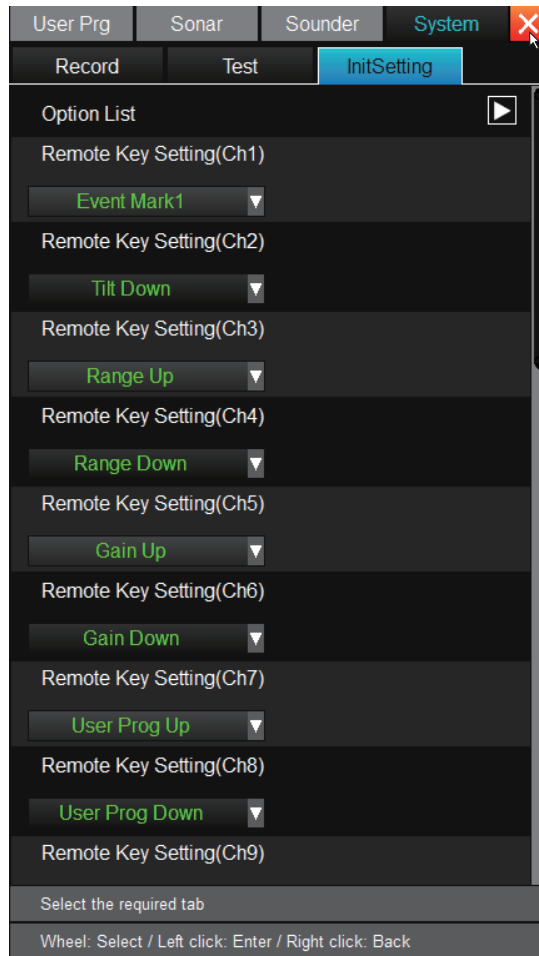 User Prg Sonar Sounder System
Record Test InitSetting
Option List
Remote Key Setting(Ch1)
Event Mark1
Remote Key Setting(Ch2)
Tilt Down
Remote Key Setting(Ch3)
Range Up
Remote Key Setting(Ch4)
Range Down
Remote Key Setting(Ch5)
Gain Up
Remote Key Setting(Ch6)
Gain Down
Remote Key Setting(Ch7)
User Prog Up
Remote Key Setting(Ch8)
User Prog Down
Remote Key Setting(Ch9)
Select the required tab
Wheel: Select / Left click: Enter / Right click: Back